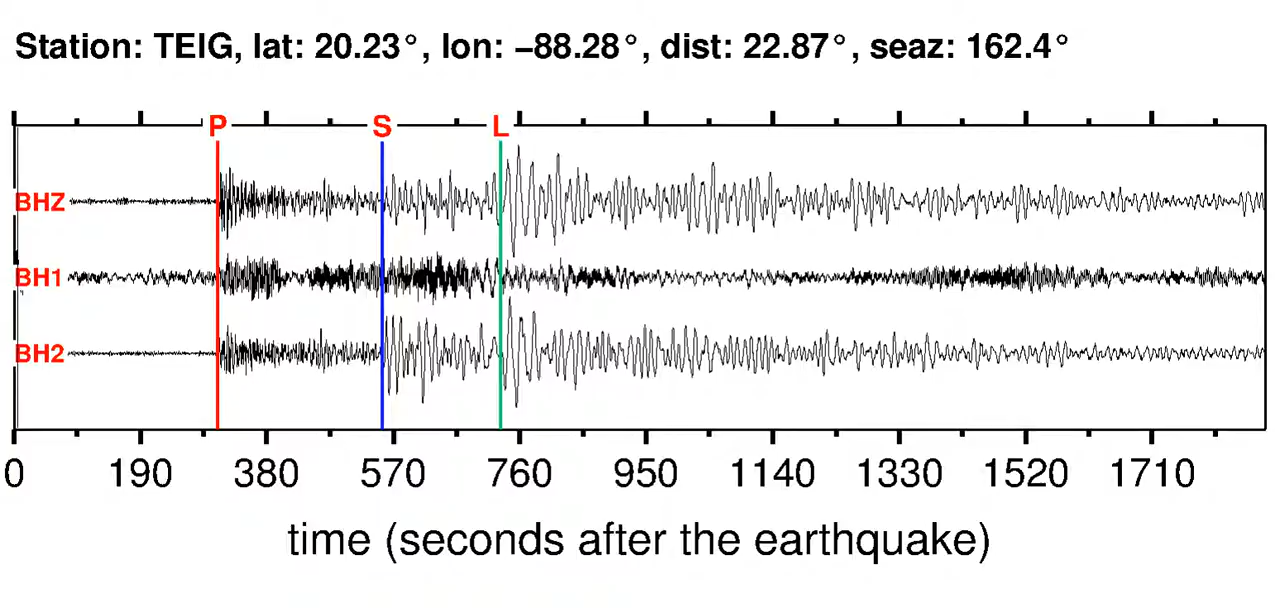 Station: TEIG, lat: 20.23°, lon: −88.28°, dist: 22.87°, seaz: 162.4°
P S L
BHZ
BH1
BH2
0 190 380 570 760 950 1140 1330 1520 1710
time (seconds after the earthquake)